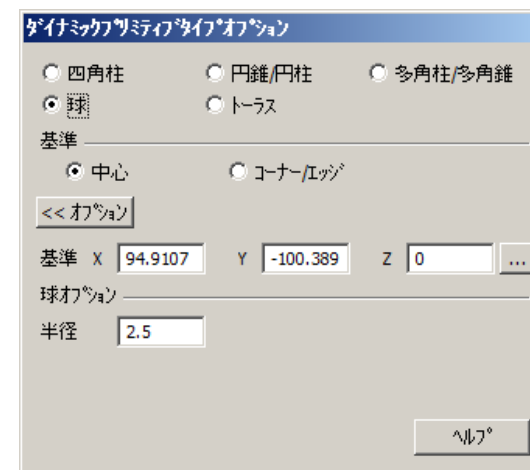 ﾀﾞｲﾅﾐｯｸﾌﾟﾘﾐﾃｨﾌﾞﾀｲﾌﾟｵﾌﾟｼｮﾝ
四角柱 円錐/円柱 多角柱/多角錐
球 ﾄｰﾗｽ
基準
中心 ｺｰﾅｰ/ｴｯｼﾞ
<< ｵﾌﾟｼｮﾝ
基準 X 94.9107 Y -100.389 Z 0 ...
球ｵﾌﾟｼｮﾝ
半径 2.5
ﾍﾙﾌﾟ